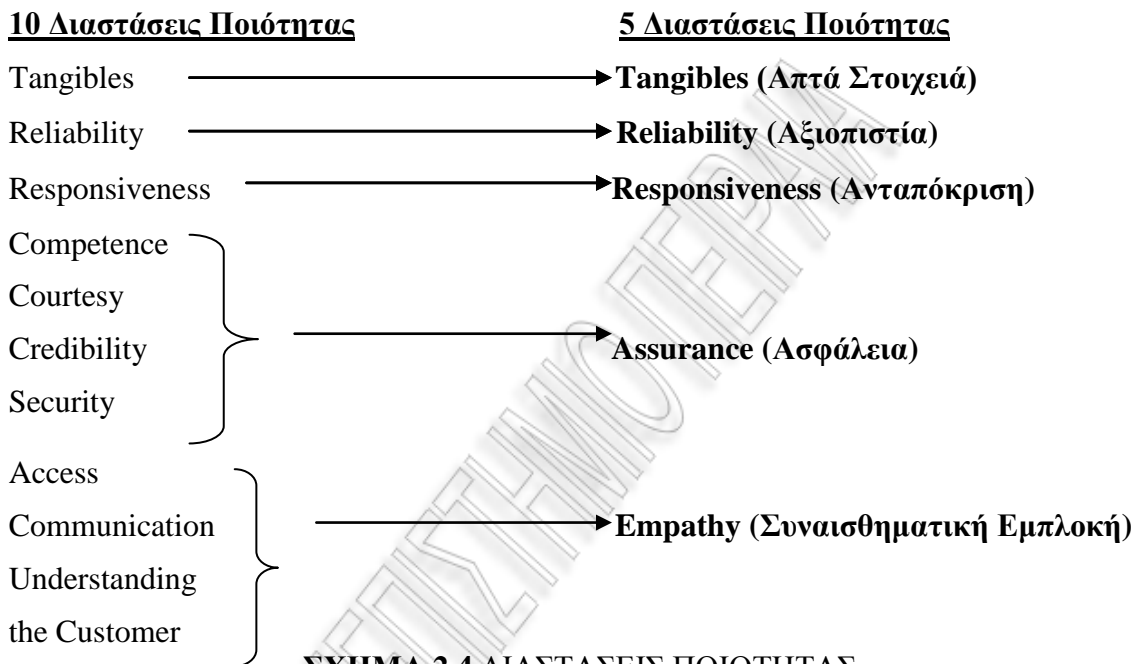 10 Διαστάσεις Ποιότητας 5 Διαστάσεις Ποιότητας
Tangibles Tangibles (Απτά Στοιχειά)
Reliability Reliability (Αξιοπιστία)
Responsiveness Responsiveness (Ανταπόκριση)
Competence
Courtesy
Credibility Assurance (Ασφάλεια)
Security
Access
Communication Empathy (Συναισθηματική Εμπλοκή)
Understanding
the Customer
ΣΧΗΜΑ 2.4 ΔΙΑΣΤΑΣΕΙΣ ΠΟΙΟΤΗΤΑΣ